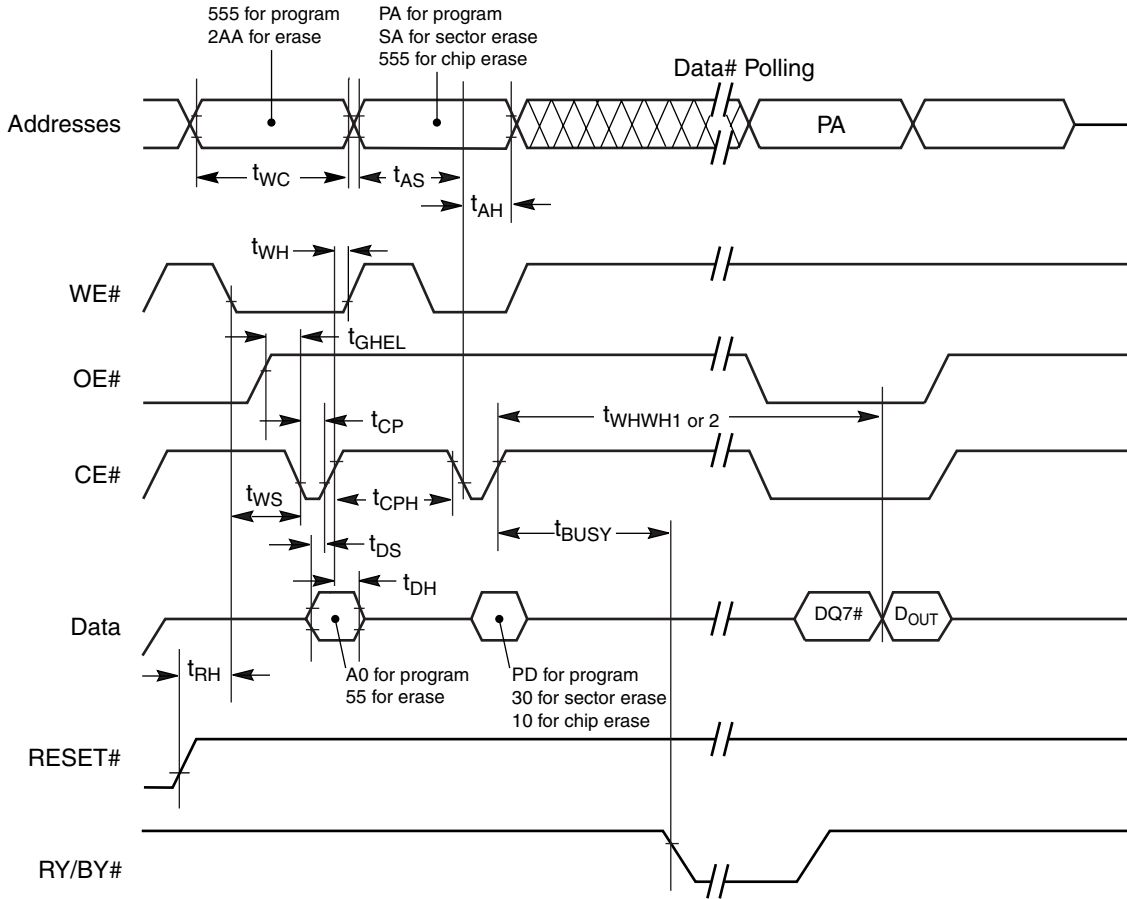 555 for program
2AA for erase
PA for program
SA for sector erase
555 for chip erase
Data# Polling
Addresses
PA
tWC
tAS
tAH
tWH
WE#
tGHEL
OE#
tCP
tWHWH1 or 2
CE#
tWS
tCPH
tBUSY
tDS
tDH
Data
DQ7#
DOUT
tRH
A0 for program
55 for erase
PD for program
30 for sector erase
10 for chip erase
RESET#
RY/BY#